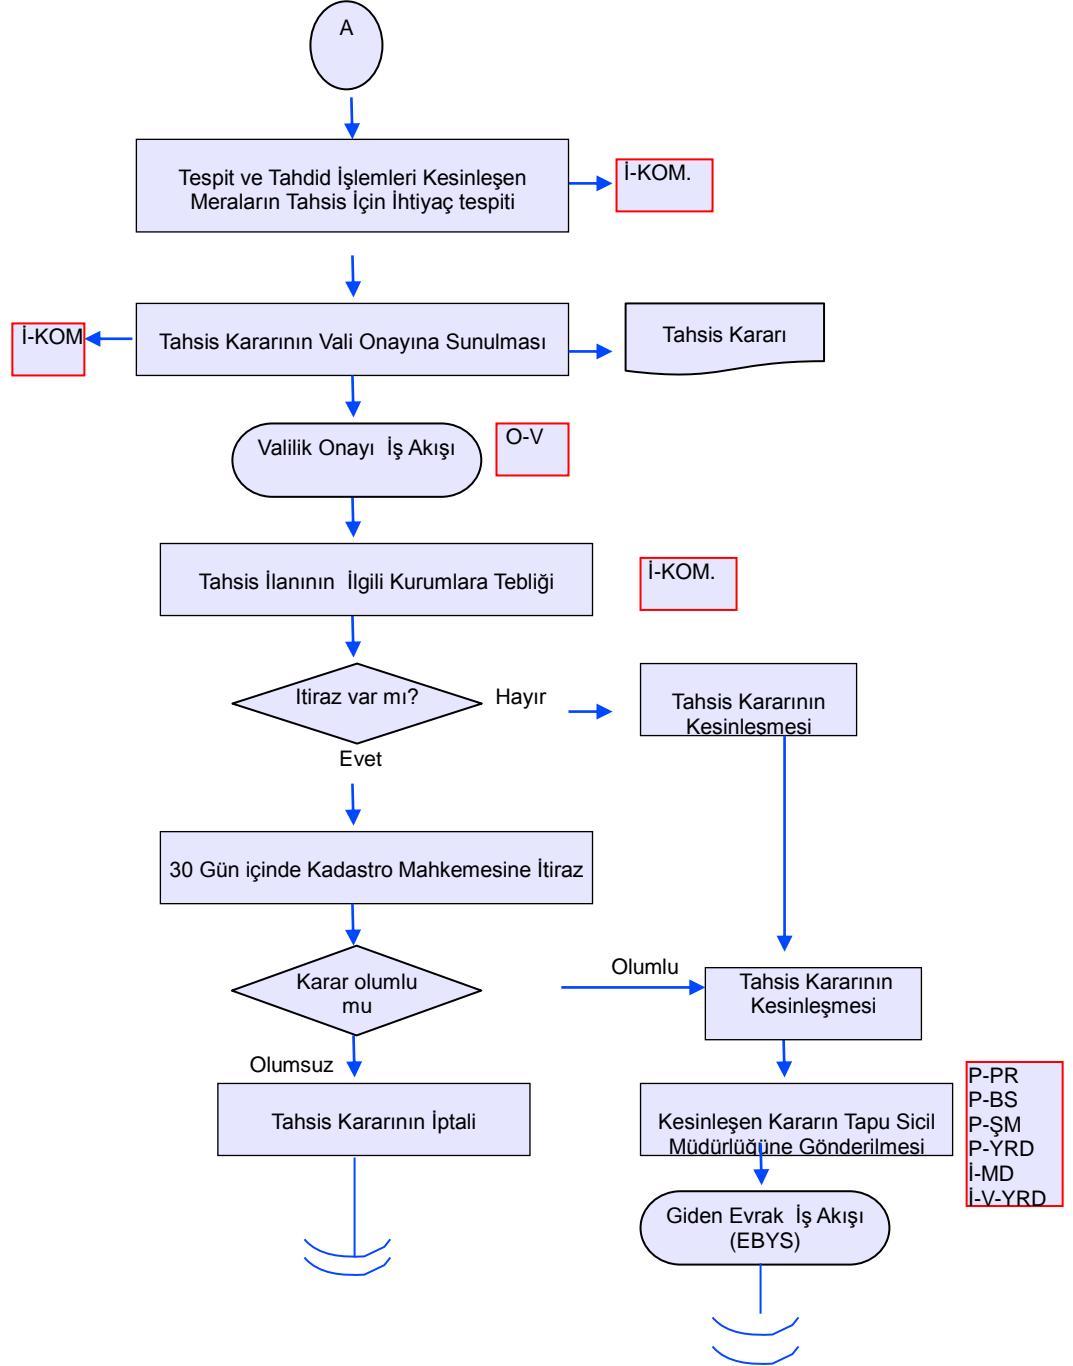 A
Tespit ve Tahdid İşlemleri Kesinleşen
Meraların Tahsis İçin İhtiyaç tespiti
İ-KOM.
İ-KOM
Tahsis Kararının Vali Onayına Sunulması
Tahsis Kararı
Valilik Onayı İş Akışı
O-V
Tahsis İlanının İlgili Kurumlara Tebliği
İ-KOM.
Itiraz var mı?
Hayır
Tahsis Kararının
Kesinleşmesi
Evet
30 Gün içinde Kadastro Mahkemesine İtiraz
Karar olumlu
mu
Olumlu
Tahsis Kararının
Kesinleşmesi
Olumsuz
Tahsis Kararının İptali
Kesinleşen Kararın Tapu Sicil
Müdürlüğüne Gönderilmesi
P-PR
P-BS
P-ŞM
P-YRD
İ-MD
İ-V-YRD
Giden Evrak İş Akışı
(EBYS)